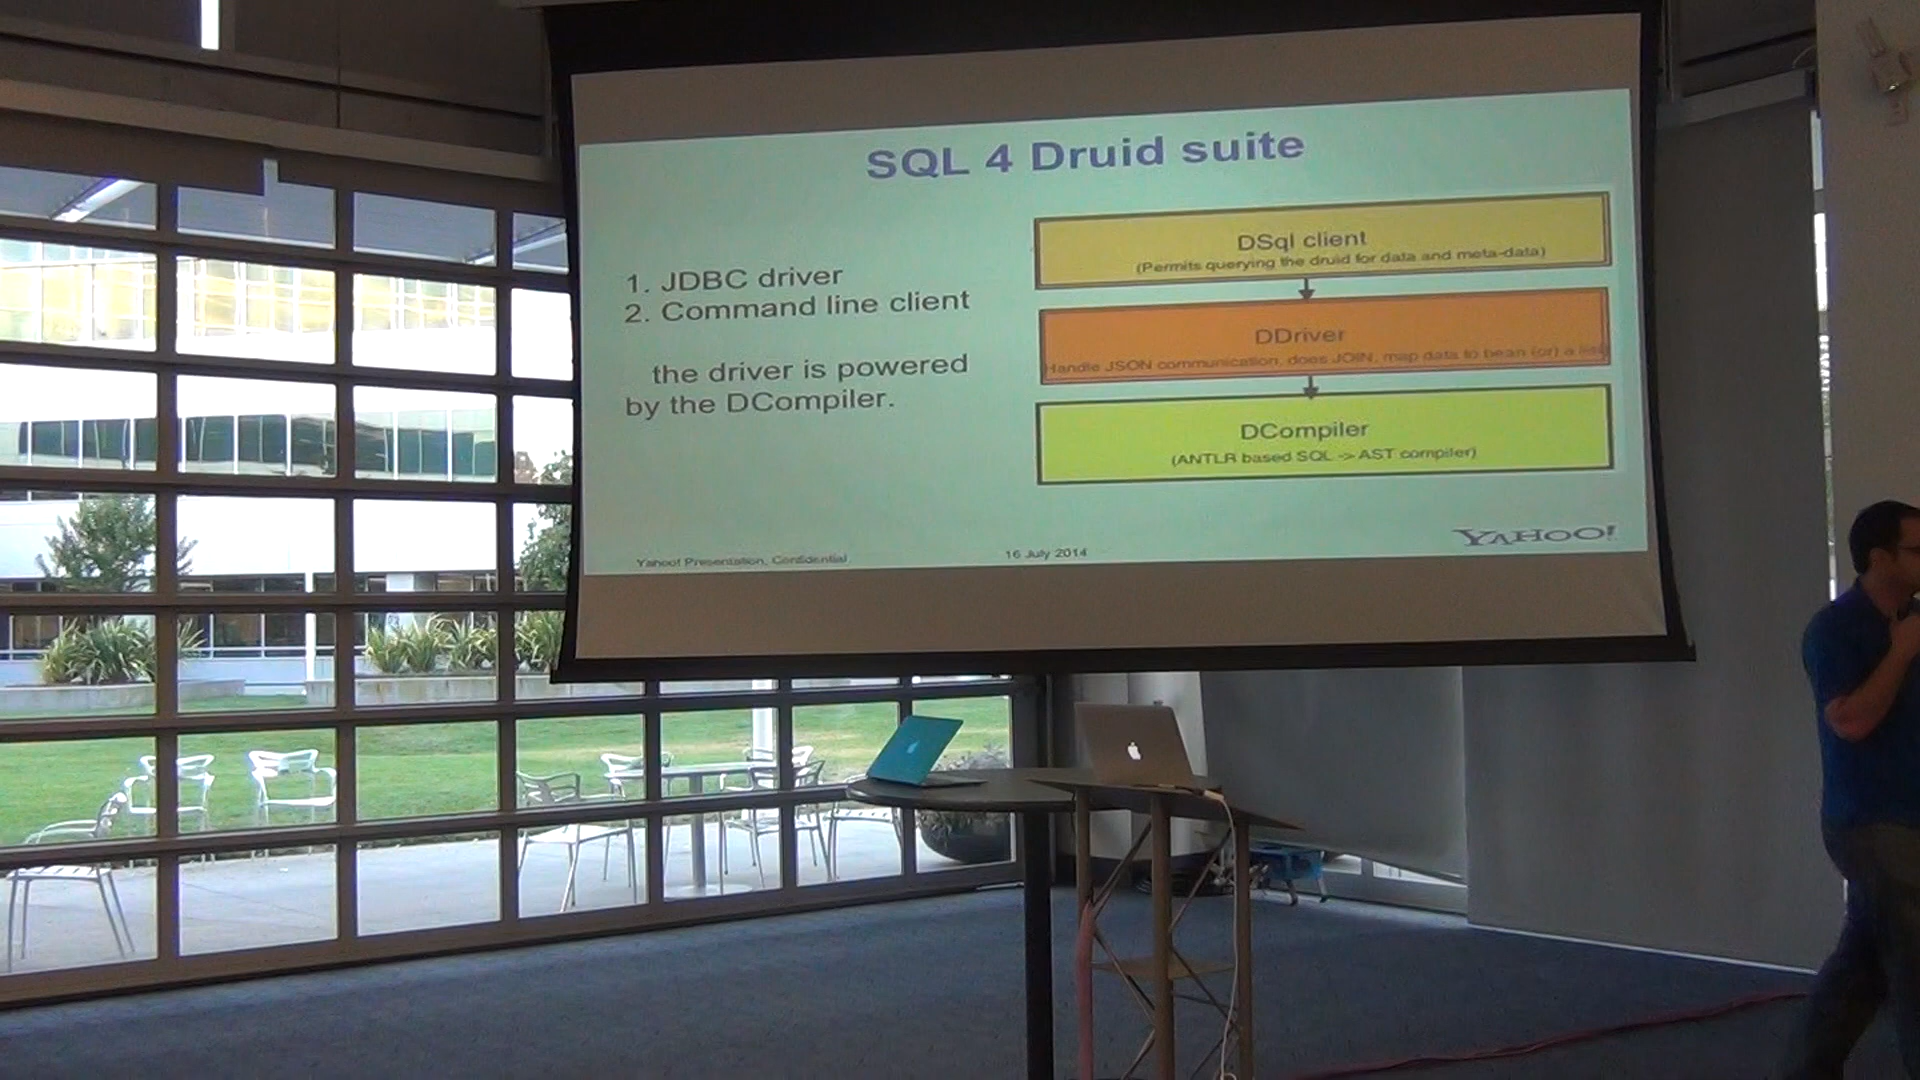 SQL 4 Druid suite
1. JDBC driver
2. Command line client
the driver is powered
by the DCompiler.
DSql client
(Permits querying the druid for data and meta-data)
DDriver
Handle JSON communication, does JOIN, map data to bean (or) a list
DCompiler
(ANTLR based SQL -> AST compiler)
Yahoo! Presentation, Confidential
16 July 2014
YAHOO!